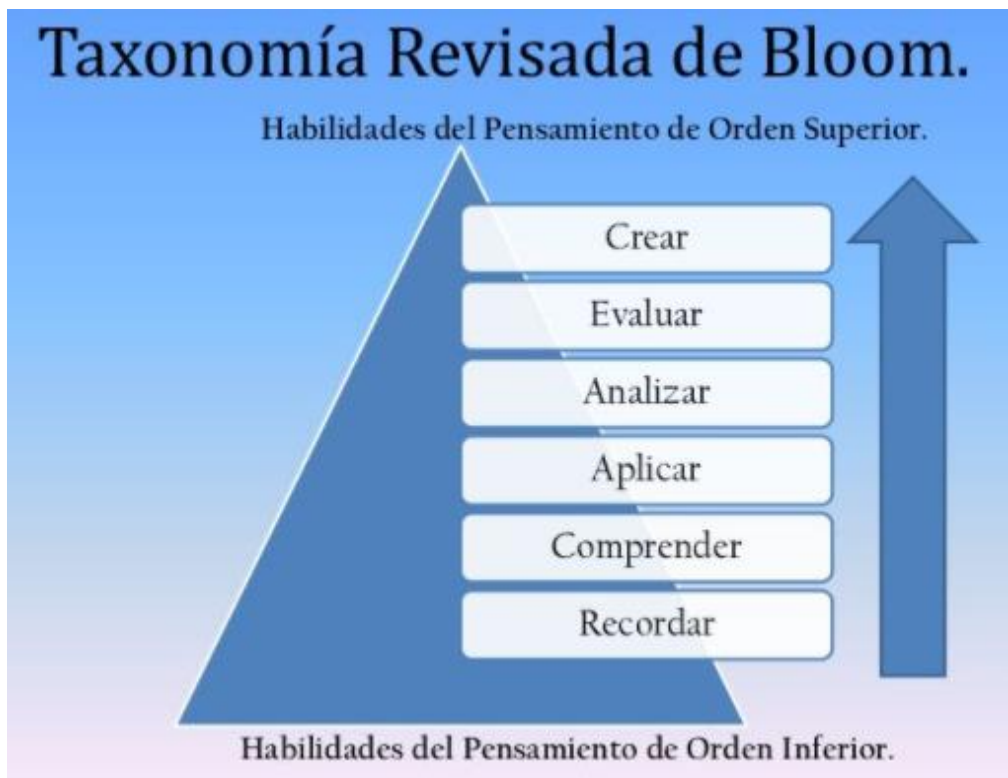 Taxonomía Revisada de Bloom.
Habilidades del Pensamiento de Orden Superior.
Crear
Evaluar
Analizar
Aplicar
Comprender
Recordar
Habilidades del Pensamiento de Orden Inferior.